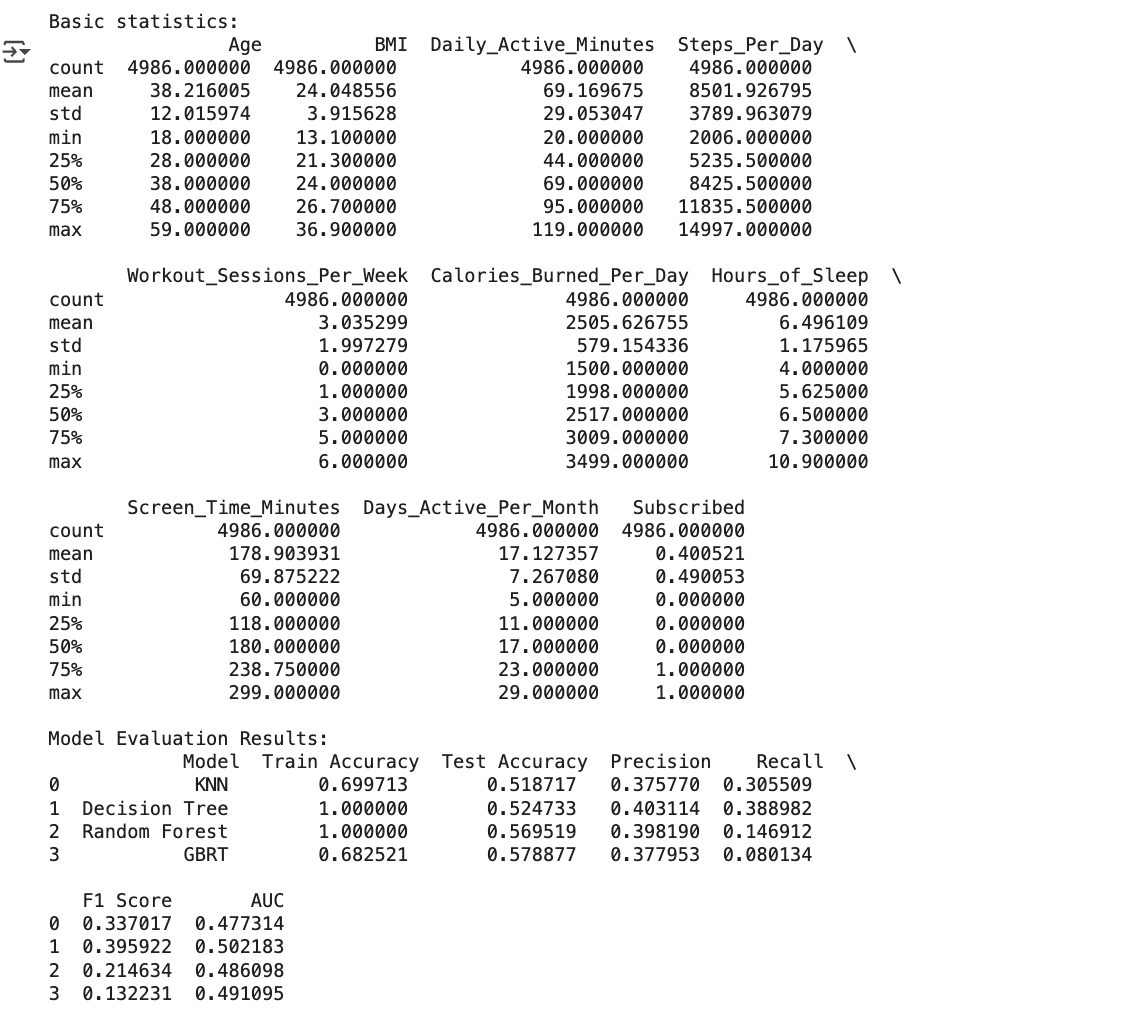 Basic statistics:
Age BMI Daily_Active_Minutes Steps_Per_Day \
count 4986.000000 4986.000000 4986.000000 4986.000000
mean 38.216005 24.048556 69.169675 8501.926795
std 12.015974 3.915628 29.053047 3789.963079
min 18.000000 13.100000 20.000000 2006.000000
25% 28.000000 21.300000 44.000000 5235.500000
50% 38.000000 24.000000 69.000000 8425.500000
75% 48.000000 26.700000 95.000000 11835.500000
max 59.000000 36.900000 119.000000 14997.000000
Workout_Sessions_Per_Week Calories_Burned_Per_Day Hours_of_Sleep \
count 4986.000000 4986.000000 4986.000000
mean 3.035299 2505.626755 6.496109
std 1.997279 579.154336 1.175965
min 0.000000 1500.000000 4.000000
25% 1.000000 1998.000000 5.625000
50% 3.000000 2517.000000 6.500000
75% 5.000000 3009.000000 7.300000
max 6.000000 3499.000000 10.900000
Screen_Time_Minutes Days_Active_Per_Month Subscribed
count 4986.000000 4986.000000 4986.000000
mean 178.903931 17.127357 0.400521
std 69.875222 7.267080 0.490053
min 60.000000 5.000000 0.000000
25% 118.000000 11.000000 0.000000
50% 180.000000 17.000000 0.000000
75% 238.750000 23.000000 1.000000
max 299.000000 29.000000 1.000000
Model Evaluation Results:
Model Train Accuracy Test Accuracy Precision Recall \
0 KNN 0.699713 0.518717 0.375770 0.305509
1 Decision Tree 1.000000 0.524733 0.403114 0.388982
2 Random Forest 1.000000 0.569519 0.398190 0.146912
3 GBRT 0.682521 0.578877 0.377953 0.080134
F1 Score AUC
0 0.337017 0.477314
1 0.395922 0.502183
2 0.214634 0.486098
3 0.132231 0.491095